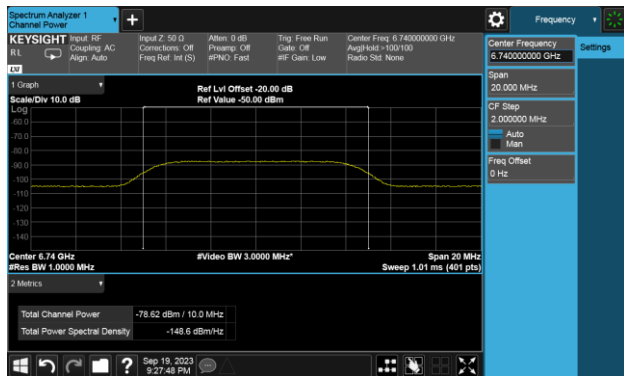 Spectrum Analyzer 1
Channel Power
+
Frequency
KEYSIGHT
RL
LXI
Input: RF
Coupling: AC
Align: Auto
Input Z: 50 Ω
Corrections: Off
Freq Ref: Int (S)
Atten: 0 dB
Preamp: Off
#PNO: Fast
Trig: Free Run
Gate: Off
#IF Gain: Low
Center Freq: 6.740000000 GHz
Avg|Hold:>100/100
Radio Std: None
Center Frequency
6.740000000 GHz
Settings
Span
20.000 MHz
CF Step
2.000000 MHz
Auto
Man
Freq Offset
0 Hz
1 Graph
Scale/Div 10.0 dB
Ref Lvl Offset -20.00 dB
Ref Value -50.00 dBm
Log
-60.0
-70.0
-80.0
-90.0
-100
-110
-120
-130
-140
Center 6.74 GHz
#Video BW 3.0000 MHz*
Span 20 MHz
#Res BW 1.0000 MHz
Sweep 1.01 ms (401 pts)
2 Metrics
Total Channel Power -78.62 dBm / 10.0 MHz
Total Power Spectral Density -148.6 dBm/Hz
?
Sep 19, 2023
9:27:48 PM